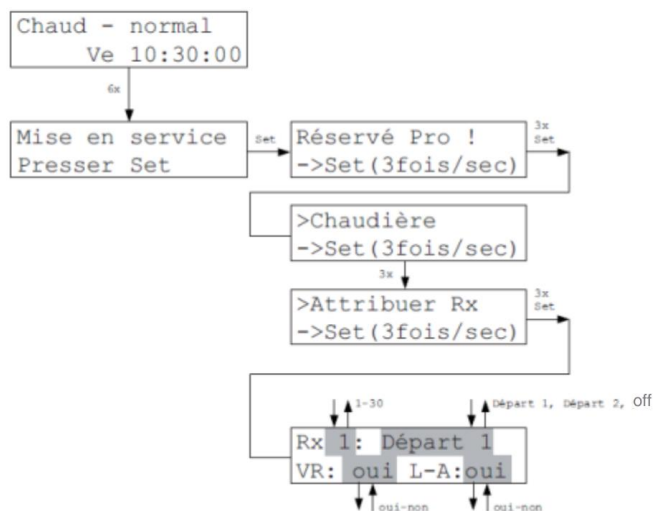 Chaud - normal
Ve 10:30:00
6x
Mise en service
Presser Set
Set
Réservé Pro !
->Set(3fois/sec)
3x
Set
>Chaudière
->Set(3fois/sec)
3x
>Attribuer Rx
->Set(3fois/sec)
3x
Set
1-30
Départ 1, Départ 2, off
Rx 1: Départ 1
VR: oui L-A:oui
oui-non
oui-non